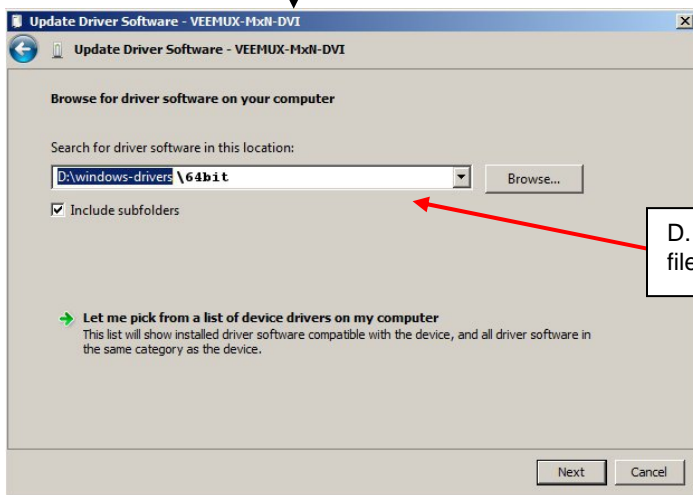 Update Driver Software - VEEMUX-MxN-DVI
Update Driver Software - VEEMUX-MxN-DVI
Browse for driver software on your computer
Search for driver software in this location:
D:\windows-drivers \64bit
Browse...
Include subfolders
D.
file
Let me pick from a list of device drivers on my computer
This list will show installed driver software compatible with the device, and all driver software in
the same category as the device.
Next Cancel